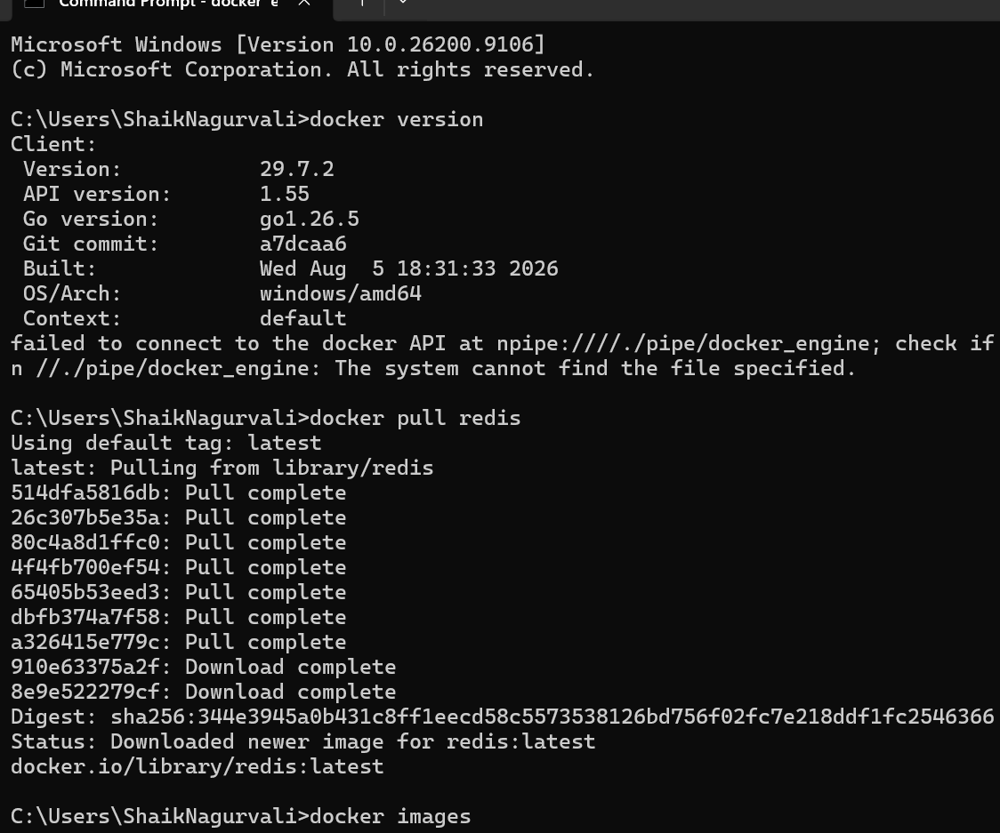 Command Prompt - docker e
Microsoft Windows [Version 10.0.26200.9106]
(c) Microsoft Corporation. All rights reserved.
C:\Users\ShaikNagurvali>docker version
Client:
Version: 29.7.2
API version: 1.55
Go version: go1.26.5
Git commit: a7dcaa6
Built: Wed Aug  5 18:31:33 2026
OS/Arch: windows/amd64
Context: default
failed to connect to the docker API at npipe:////./pipe/docker_engine; check if
n //./pipe/docker_engine: The system cannot find the file specified.
C:\Users\ShaikNagurvali>docker pull redis
Using default tag: latest
latest: Pulling from library/redis
514dfa5816db: Pull complete
26c307b5e35a: Pull complete
80c4a8d1ffc0: Pull complete
4f4fb700ef54: Pull complete
65405b53eed3: Pull complete
dbfb374a7f58: Pull complete
a326415e779c: Pull complete
910e63375a2f: Download complete
8e9e522279cf: Download complete
Digest: sha256:344e3945a0b431c8ff1eecd58c5573538126bd756f02fc7e218ddf1fc2546366
Status: Downloaded newer image for redis:latest
docker.io/library/redis:latest
C:\Users\ShaikNagurvali>docker images